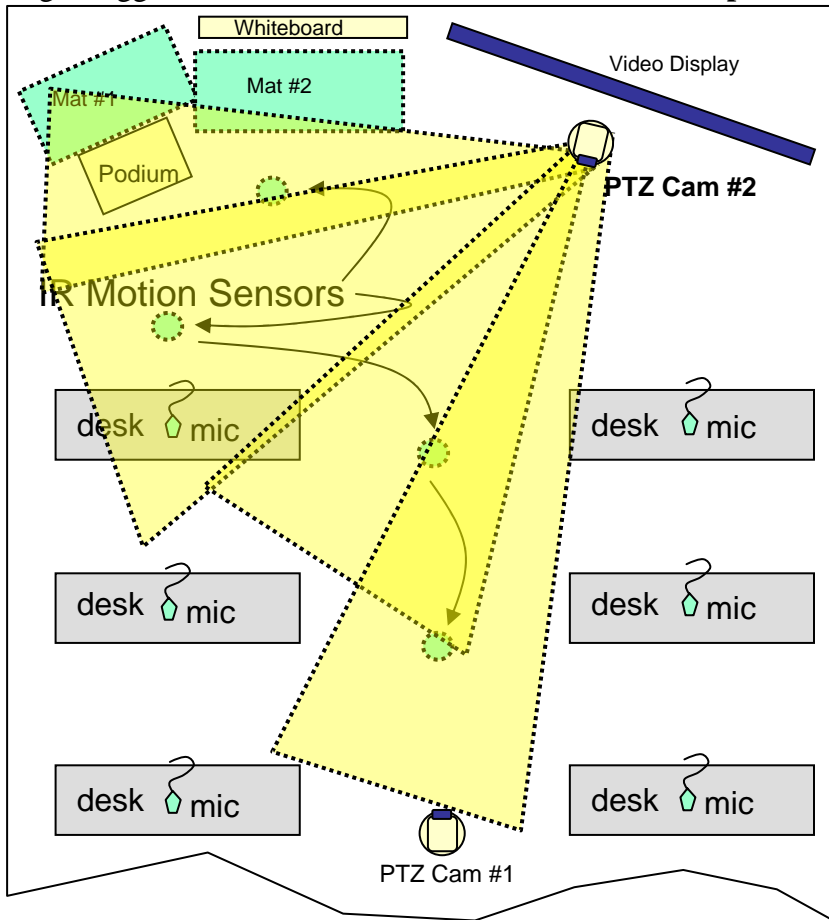 Whiteboard
Video Display
Mat #1
Mat #2
Podium
PTZ Cam #2
IR Motion Sensors
desk mic
desk mic
desk mic
desk mic
desk mic
desk mic
PTZ Cam #1